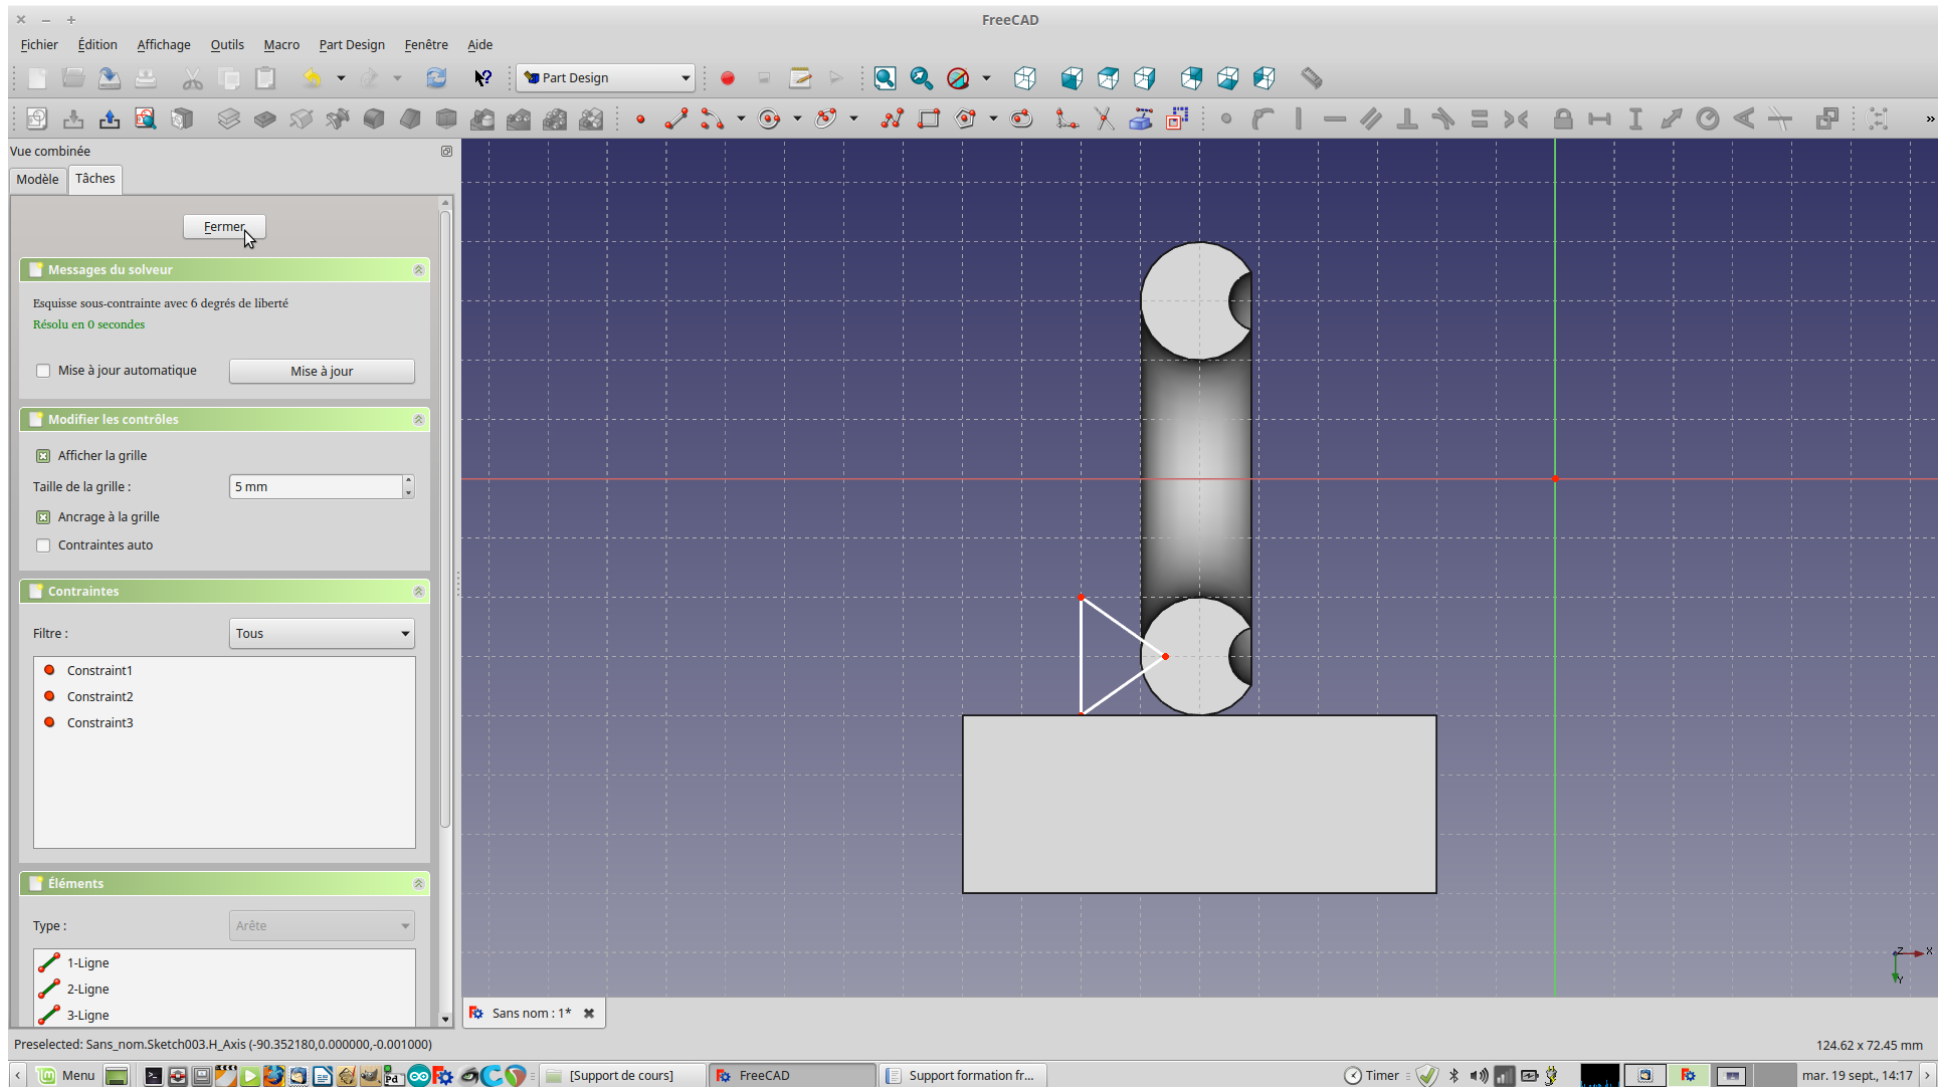 FreeCAD
Fichier Édition Affichage Outils Macro Part Design Fenêtre Aide
Part Design
»
Vue combinée
Modèle Tâches
Fermer
Messages du solveur
Esquisse sous-contrainte avec 6 degrés de liberté
Résolu en 0 secondes
Mise à jour automatique Mise à jour
Modifier les contrôles
Afficher la grille
Taille de la grille : 5 mm
Ancrage à la grille
Contraintes auto
Contraintes
Filtre : Tous
Constraint1
Constraint2
Constraint3
Éléments
Type : Arête
1-Ligne
2-Ligne
3-Ligne
Z X
Y
Sans nom : 1*
Preselected: Sans_nom.Sketch003.H_Axis (-90.352180,0.000000,-0.001000) 124.62 x 72.45 mm
Menu Pd [Support de cours] FreeCAD Support formation fr... Timer mar. 19 sept., 14:17